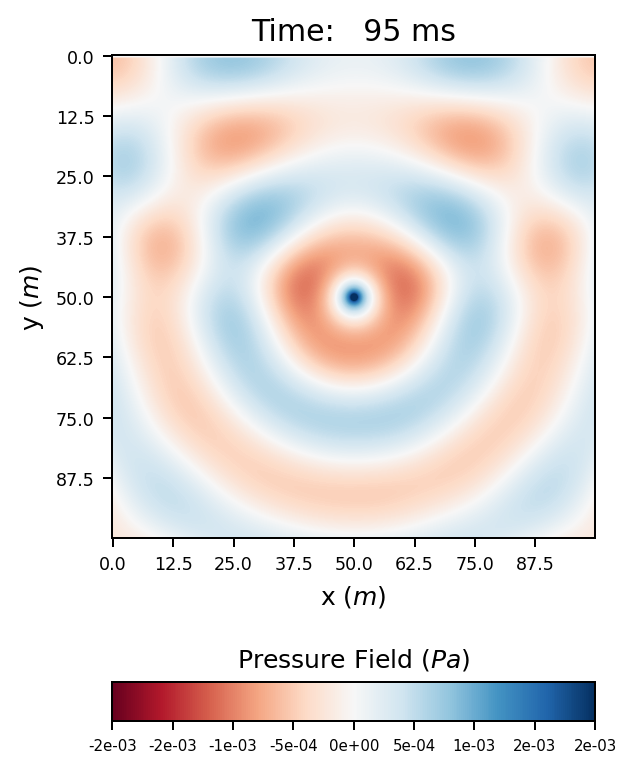 Time:   95 ms
0.0
12.5
25.0
37.5
50.0
62.5
75.0
87.5
y (m)
0.0 12.5 25.0 37.5 50.0 62.5 75.0 87.5
x (m)
Pressure Field (Pa)
-2e-03 -2e-03 -1e-03 -5e-04 0e+00 5e-04 1e-03 2e-03 2e-03